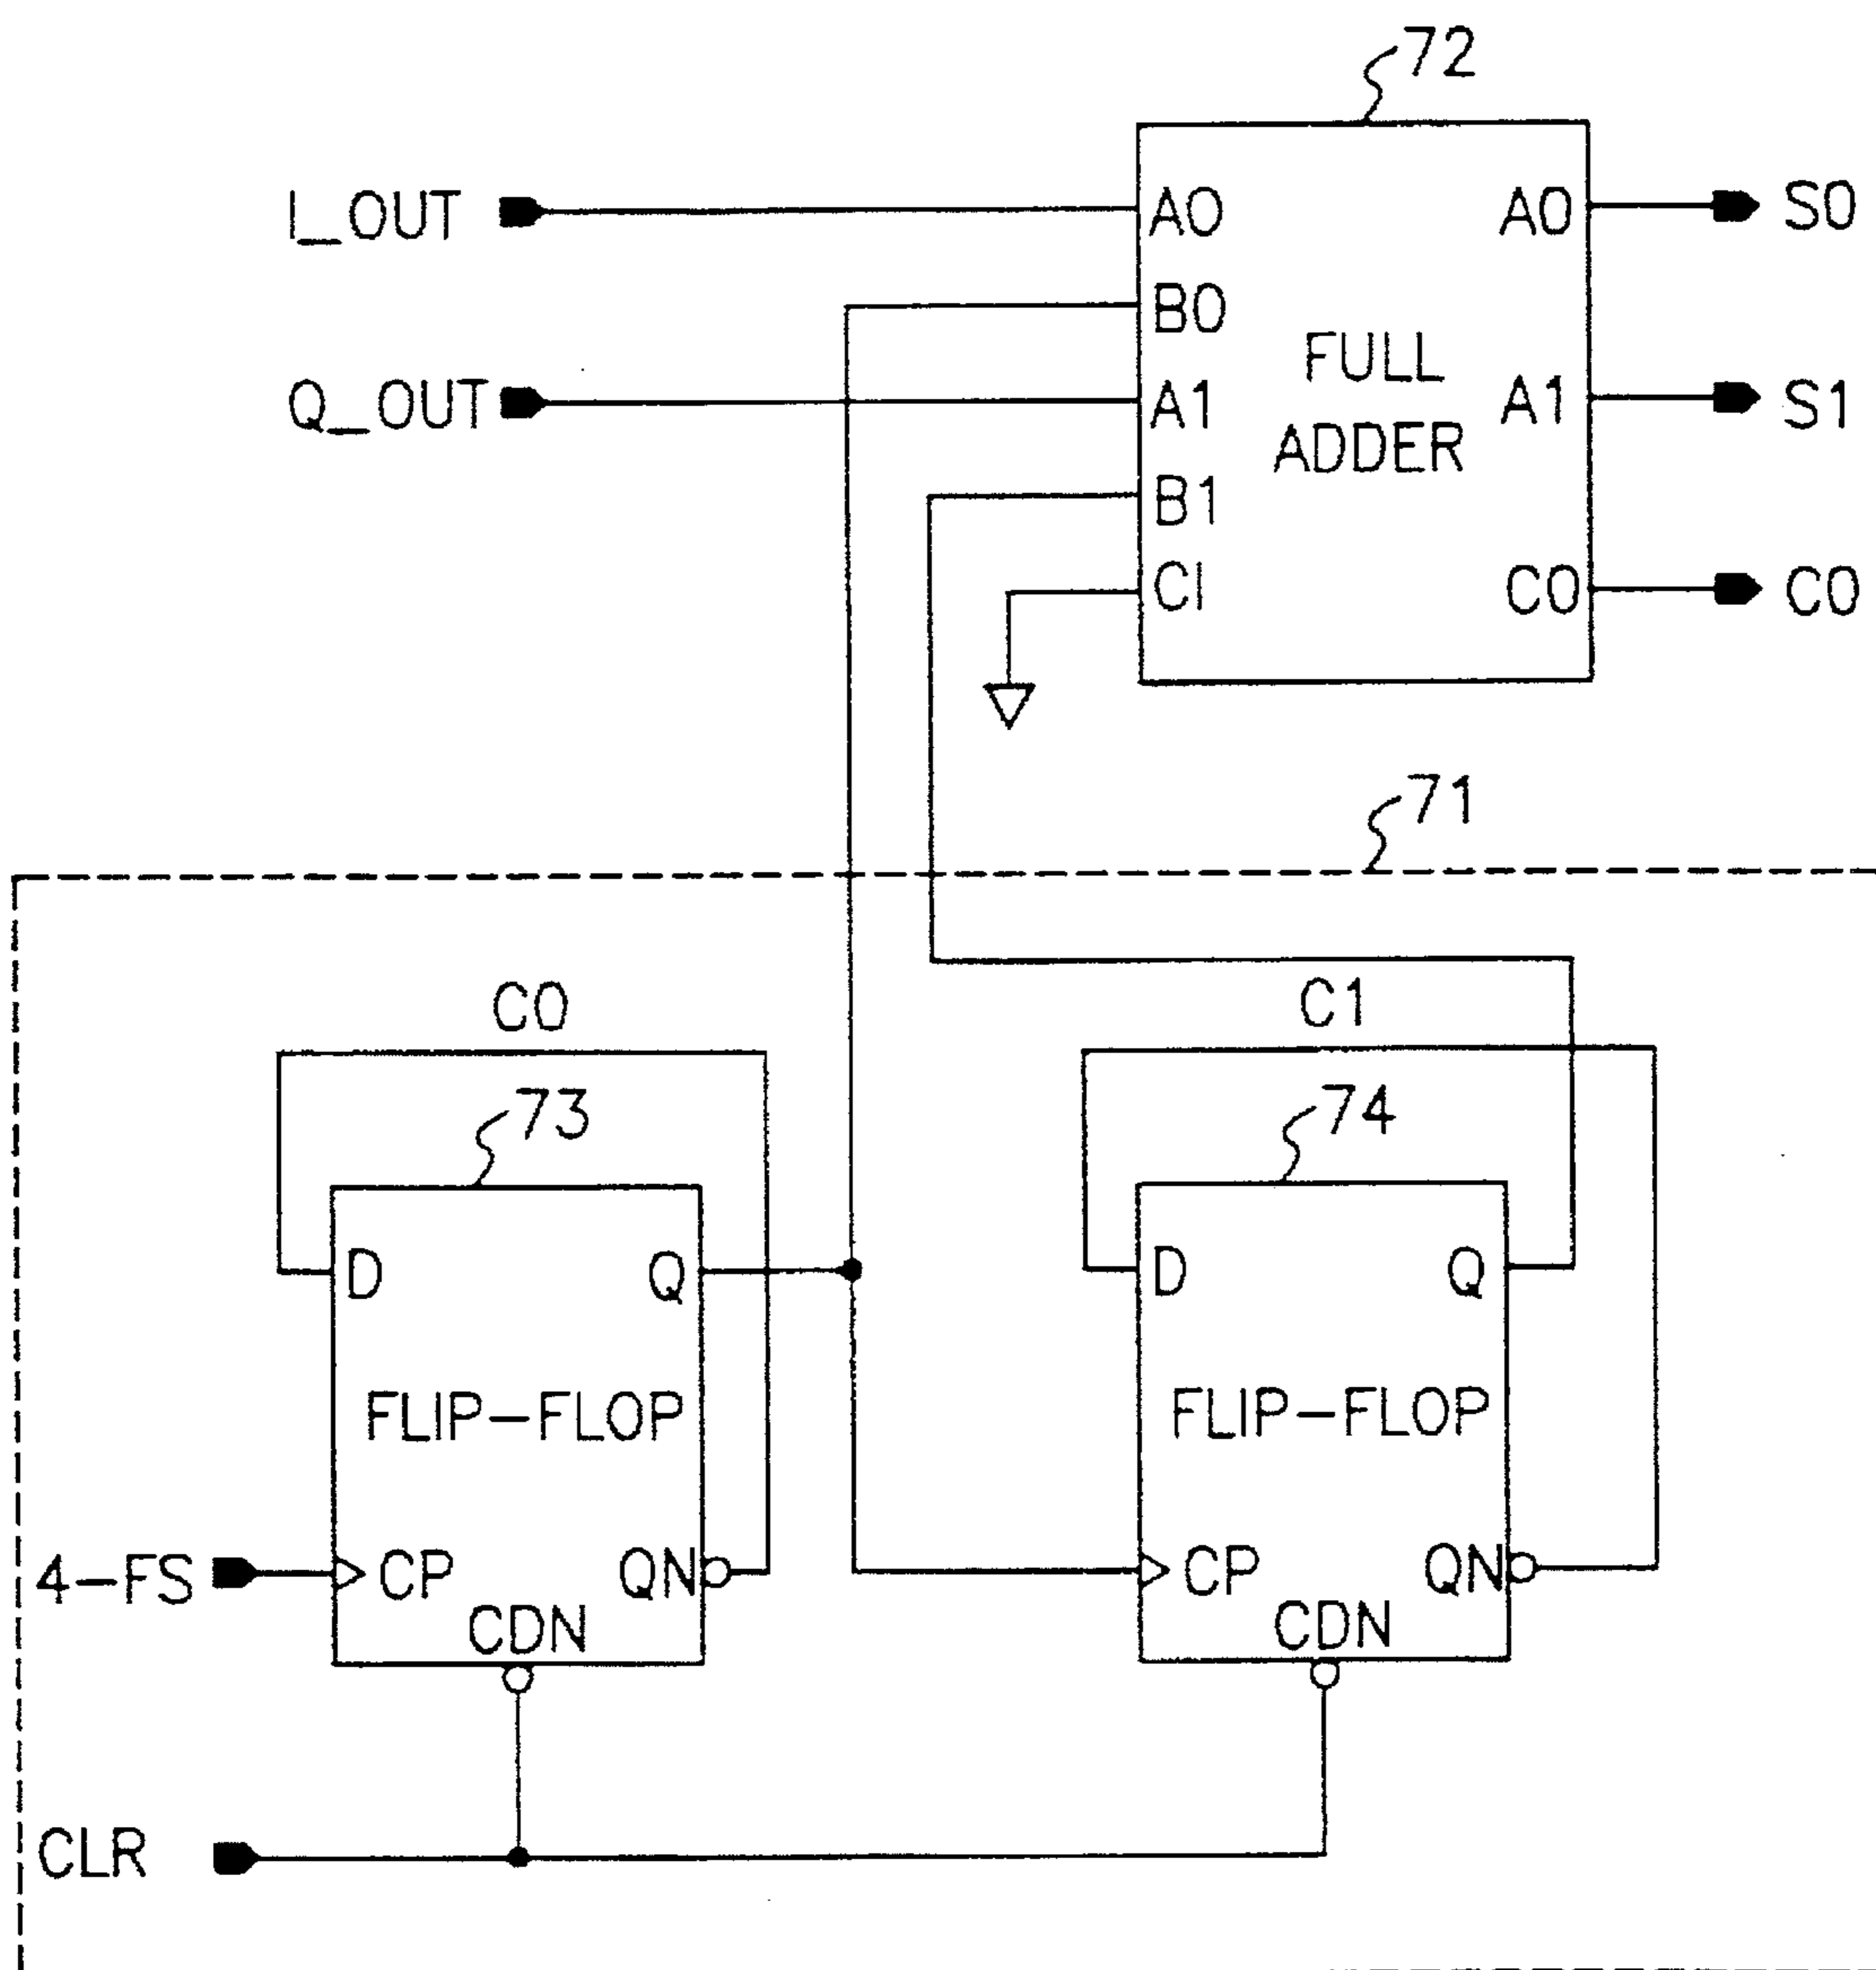 72
I_OUT
A0
A0
S0
B0
FULL
ADDER
Q_OUT
A1
A1
S1
B1
CI
C0
C0
71
C0
C1
73
74
D
Q
D
Q
FLIP-FLOP
FLIP-FLOP
4-FS
CP
QN
CP
QN
CDN
CDN
CLR